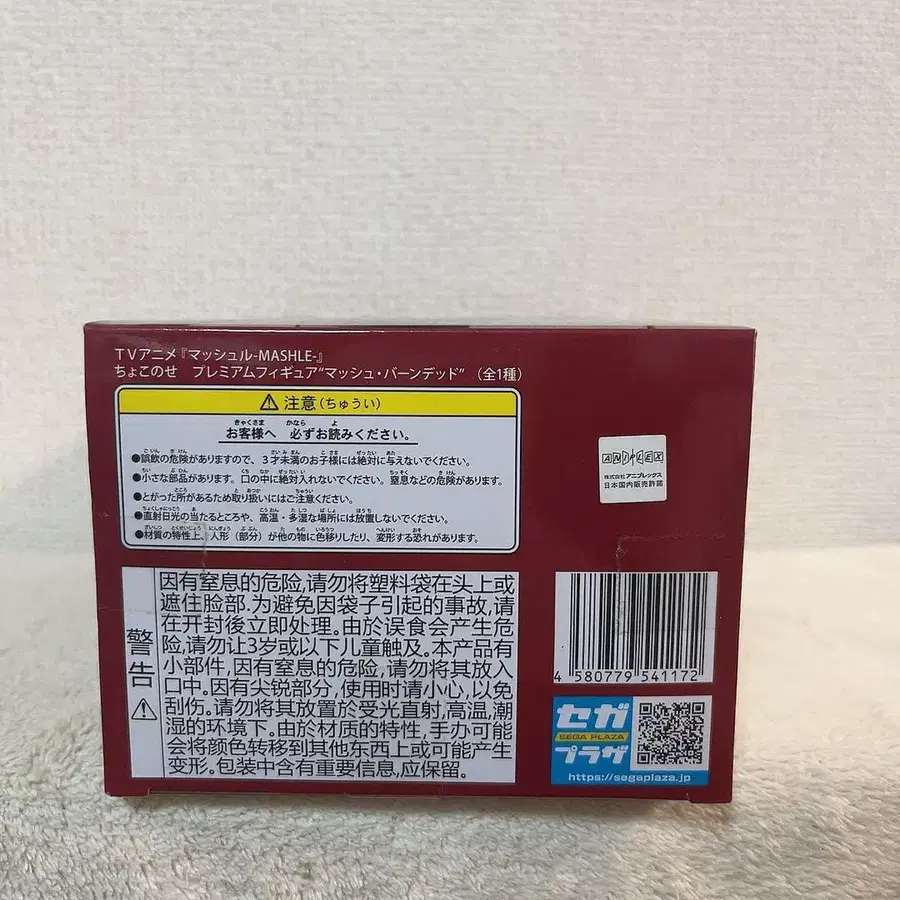 TVアニメ『マッシュル-MASHLE-』
ちょこのせ プレミアムフィギュア“マッシュ・バーンデッド” (全1種)
⚠注意(ちゅうい)
お客様へ 必ずお読みください。
●誤飲の危険がありますので、3才未満のお子様には絶対に与えないでください。
●小さな部品があります。口の中に絶対入れないでください。窒息などの危険があります。
●とがった所があるため取り扱いにはご注意ください。
●直射日光の当たるところや、高温・多湿な場所には放置しないでください。
●材質の特性上、人形(部分)が他の物に色移りしたり、変形する恐れがあります。
ANIPLEX
株式会社アニプレックス
日本国内販売許諾
警告
因有窒息的危险,请勿将塑料袋在头上或
遮住脸部.为避免因袋子引起的事故,请
在开封後立即处理。由於误食会产生危
险,请勿让3岁或以下儿童触及。本产品有
小部件,因有窒息的危险,请勿将其放入
口中。因有尖锐部分,使用时请小心,以免
刮伤。请勿将其放置於受光直射,高温,潮
湿的环境下。由於材质的特性,手办可能
会将颜色转移到其他东西上或可能产生
变形。包装中含有重要信息,应保留。
4 580779 541172
セガ
SEGA PLAZA
プラザ
https://segaplaza.jp